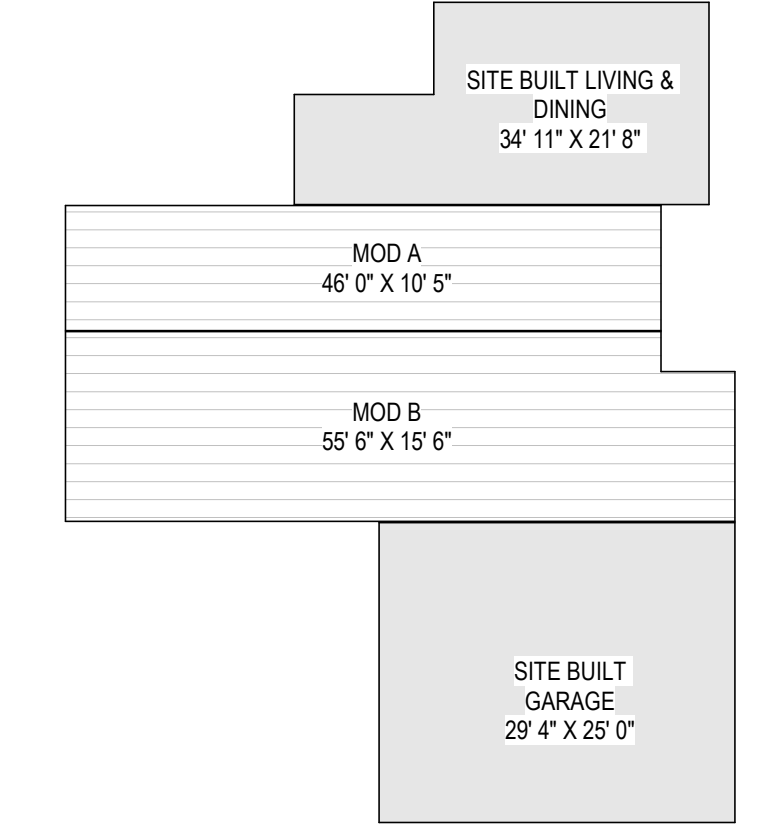 SITE BUILT LIVING &
DINING
34' 11" X 21' 8"
MOD A
46' 0" X 10' 5"
MOD B
55' 6" X 15' 6"
SITE BUILT
GARAGE
29' 4" X 25' 0"